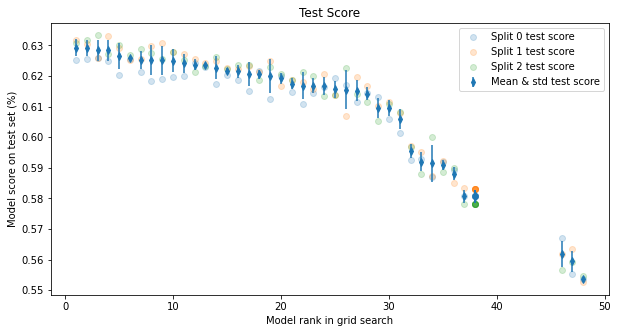 Test Score
Split 0 test score
Split 1 test score
Split 2 test score
Mean & std test score
Model score on test set (%)
0.63
0.62
0.61
0.60
0.59
0.58
0.57
0.56
0.55
0
10
20
30
40
50
Model rank in grid search